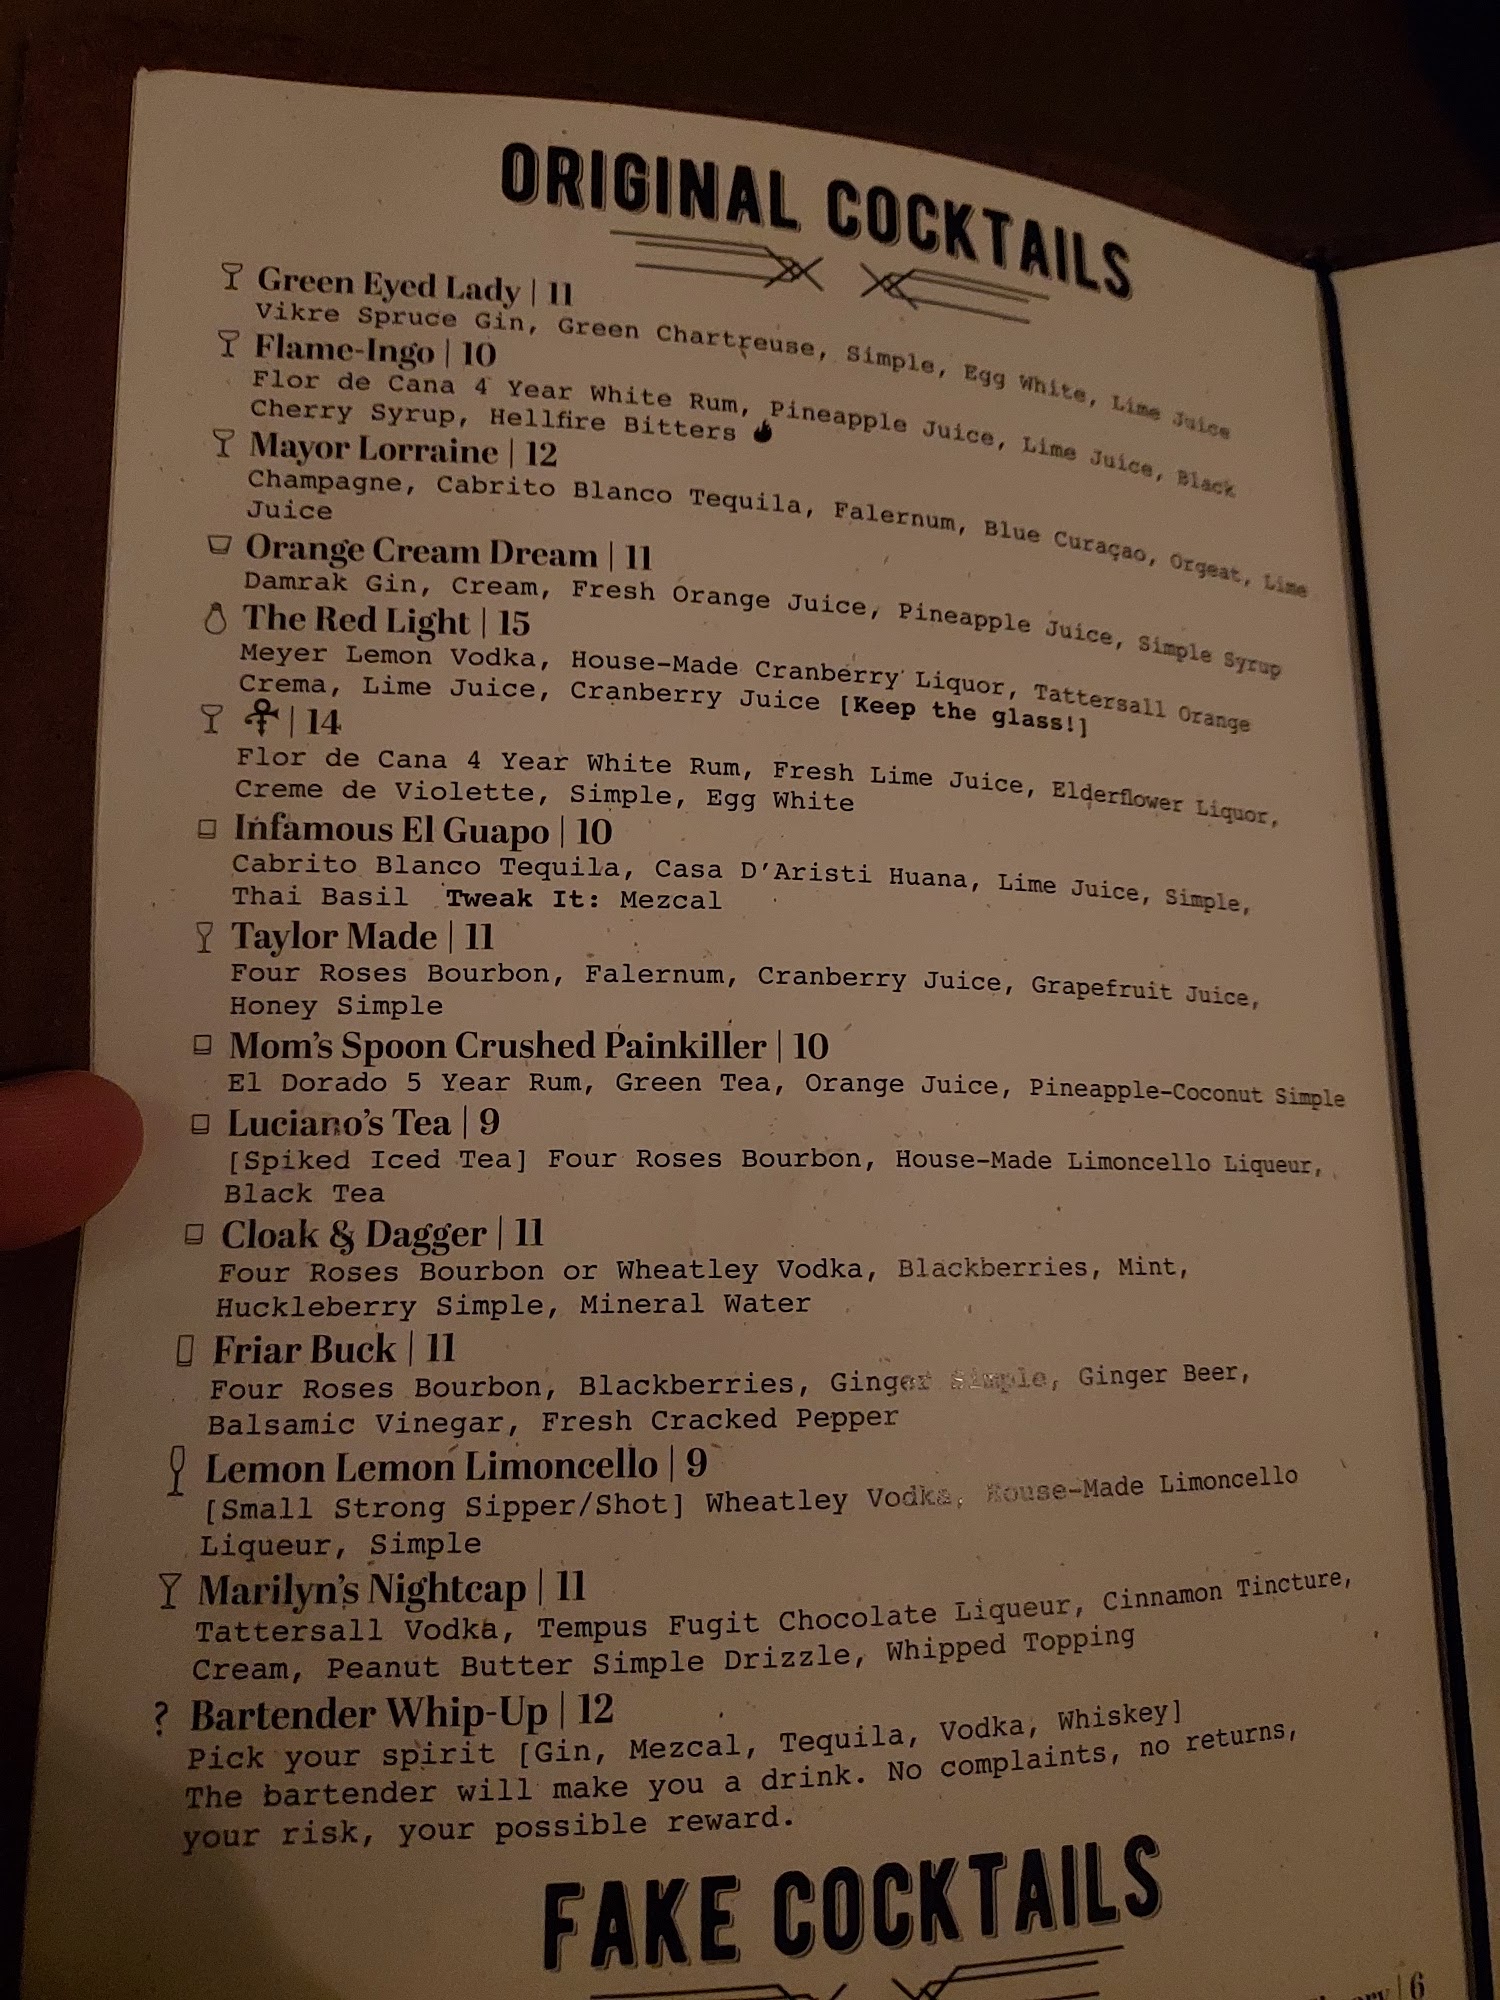 ORIGINAL COCKTAILS
Green Eyed Lady | 11
Vikre Spruce Gin, Green Chartreuse, Simple, Egg White, Lime Juice
Flame-Ingo | 10
Flor de Cana 4 Year White Rum, Pineapple Juice, Lime Juice, Black
Cherry Syrup, Hellfire Bitters
Mayor Lorraine | 12
Champagne, Cabrito Blanco Tequila, Falernum, Blue Curaçao, Orgeat, Lime
Juice
Orange Cream Dream | 11
Damrak Gin, Cream, Fresh Orange Juice, Pineapple Juice, Simple Syrup
The Red Light | 15
Meyer Lemon Vodka, House-Made Cranberry Liquor, Tattersall Orange
Crema, Lime Juice, Cranberry Juice [Keep the glass!]
| 14
Flor de Cana 4 Year White Rum, Fresh Lime Juice, Elderflower Liquor,
Creme de Violette, Simple, Egg White
Infamous El Guapo | 10
Cabrito Blanco Tequila, Casa D'Aristi Huana, Lime Juice, Simple,
Thai Basil Tweak It: Mezcal
Taylor Made | 11
Four Roses Bourbon, Falernum, Cranberry Juice, Grapefruit Juice,
Honey Simple
Mom's Spoon Crushed Painkiller | 10
El Dorado 5 Year Rum, Green Tea, Orange Juice, Pineapple-Coconut Simple
Luciano's Tea | 9
[Spiked Iced Tea] Four Roses Bourbon, House-Made Limoncello Liqueur,
Black Tea
Cloak & Dagger | 11
Four Roses Bourbon or Wheatley Vodka, Blackberries, Mint,
Huckleberry Simple, Mineral Water
Friar Buck | 11
Four Roses Bourbon, Blackberries, Ginger Simple, Ginger Beer,
Balsamic Vinegar, Fresh Cracked Pepper
Lemon Lemon Limoncello | 9
[Small Strong Sipper/Shot] Wheatley Vodka, House-Made Limoncello
Liqueur, Simple
Marilyn's Nightcap | 11
Tattersall Vodka, Tempus Fugit Chocolate Liqueur, Cinnamon Tincture,
Cream, Peanut Butter Simple Drizzle, Whipped Topping
? Bartender Whip-Up | 12
Pick your spirit [Gin, Mezcal, Tequila, Vodka, Whiskey]
The bartender will make you a drink. No complaints, no returns,
your risk, your possible reward.
FAKE COCKTAILS
| 6